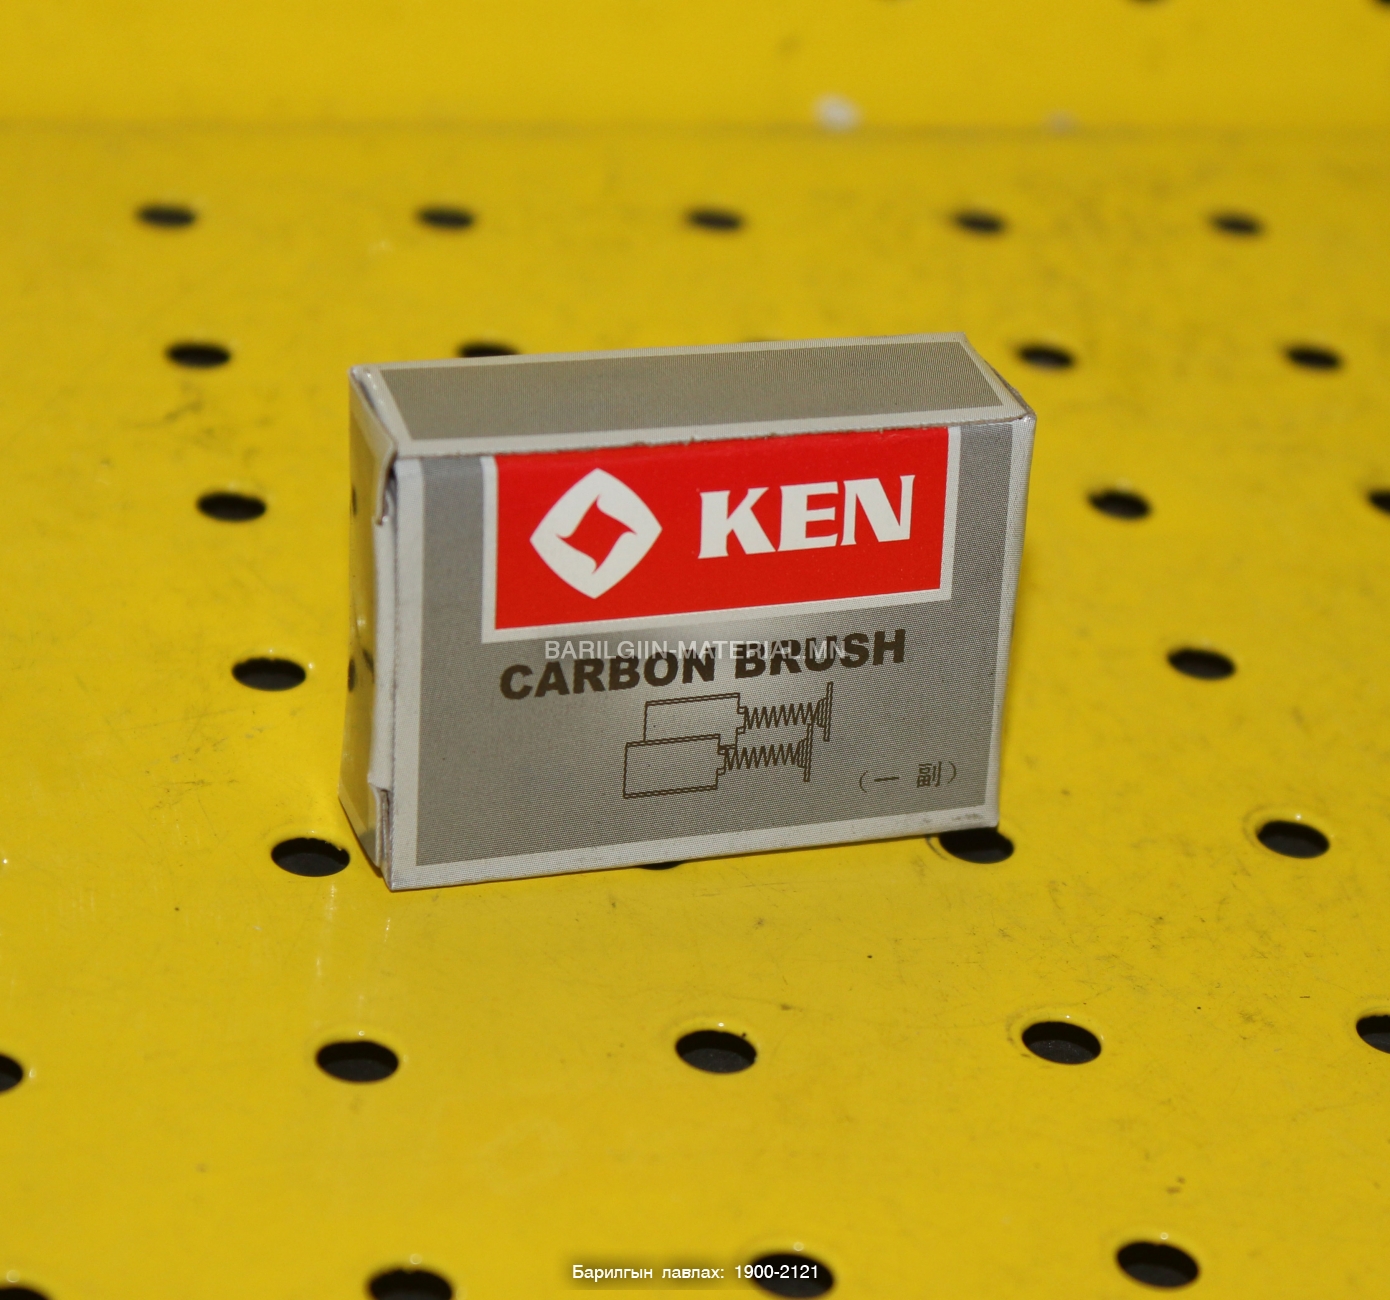 KEN
BARILGIIN-MATERIAL.MN
CARBON BRUSH
(一 副)
Барилгын лавлах: 1900-2121